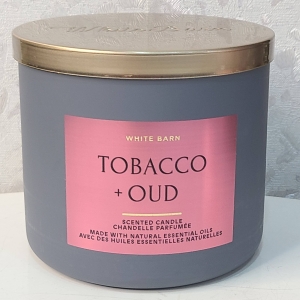 WHITE BARN
TOBACCO
+ OUD
SCENTED CANDLE
CHANDELLE PARFUMÉE
MADE WITH NATURAL ESSENTIAL OILS
AVEC DES HUILES ESSENTIELLES NATURELLES